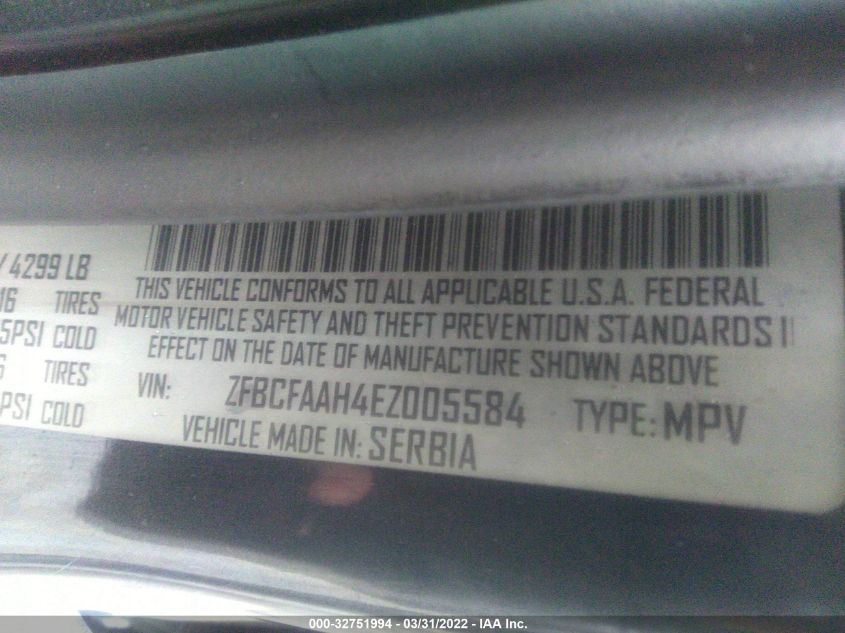 / 4299 LB
16 TIRES
5PSI COLD
TIRES
PSI COLD
THIS VEHICLE CONFORMS TO ALL APPLICABLE U.S.A. FEDERAL
MOTOR VEHICLE SAFETY AND THEFT PREVENTION STANDARDS I
EFFECT ON THE DATE OF MANUFACTURE SHOWN ABOVE
VIN: ZFBCFAAH4EZ005584 TYPE: MPV
VEHICLE MADE IN: SERBIA
000-32751994 - 03/31/2022 - IAA Inc.